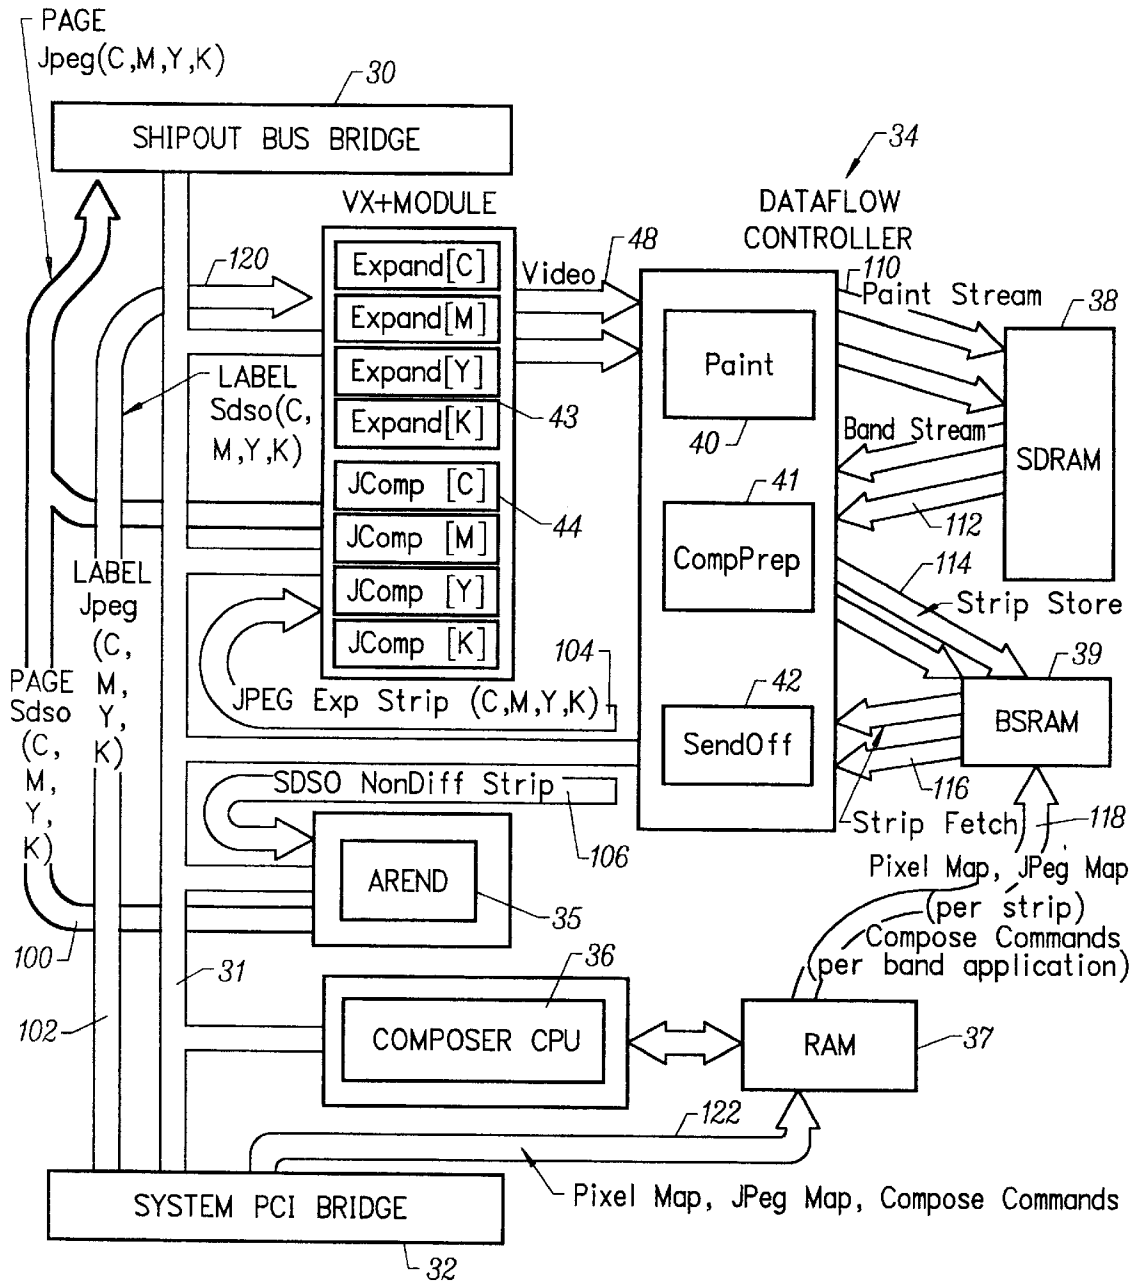 PAGE
Jpeg(C,M,Y,K)
30
SHIPOUT BUS BRIDGE
34
VX+MODULE
DATAFLOW
CONTROLLER
120
Expand[C]
Expand[M]
Expand[Y]
Expand[K]
43
48
Video
110
Paint Stream
38
Paint
40
LABEL
Sdso(C,
M,Y,K)
Band Stream
SDRAM
JComp [C]
JComp [M]
JComp [Y]
JComp [K]
44
41
CompPrep
112
114
Strip Store
LABEL
Jpeg
(C,
M,
Y,
K)
PAGE
Sdso
(C,
M,
Y,
K)
104
JPEG Exp Strip (C,M,Y,K)
42
SendOff
39
BSRAM
SDSO NonDiff Strip
106
116
Strip Fetch
118
AREND
35
Pixel Map, JPeg Map
(per strip)
Compose Commands
(per band application)
100
31
36
102
COMPOSER CPU
RAM
37
122
SYSTEM PCI BRIDGE
Pixel Map, JPeg Map, Compose Commands
32